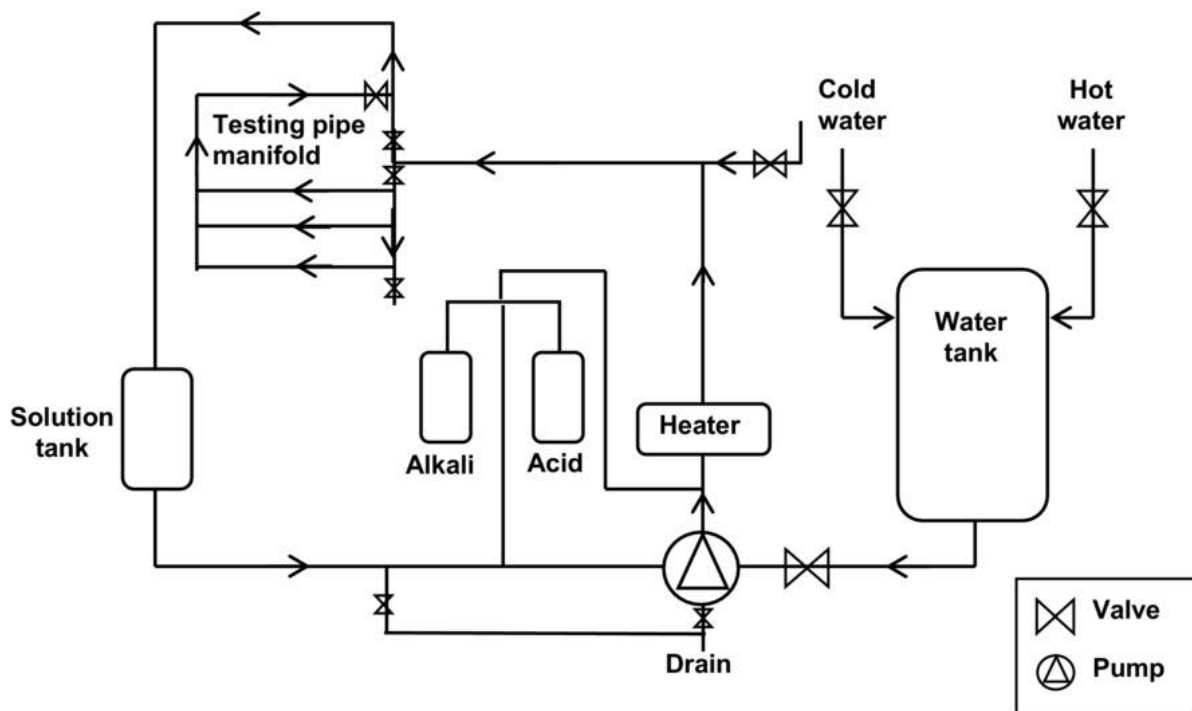 Testing pipe
manifold
Cold
water
Hot
water
Water
tank
Solution
tank
Alkali
Acid
Heater
Drain
Valve
Pump